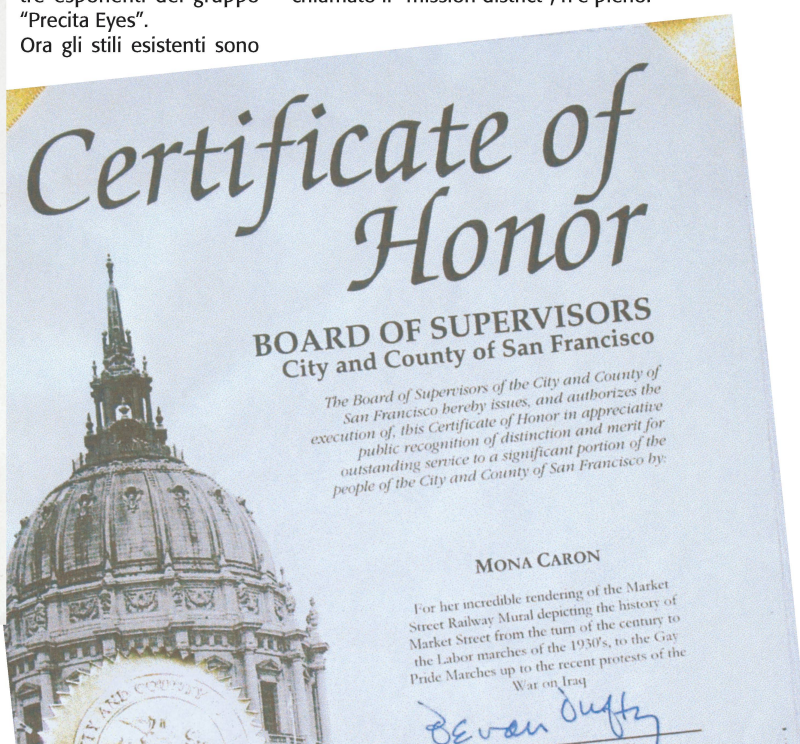 tre esponenti del gruppo
"Precita Eyes".
Ora gli stili esistenti sono
chiamato il "mission district", n'è pieno.
Certificate of
Honor
BOARD OF SUPERVISORS
City and County of San Francisco
The Board of Supervisors of the City and County of
San Francisco hereby issues, and authorizes the
execution of, this Certificate of Honor in appreciative
public recognition of distinction and merit for
outstanding service to a significant portion of the
people of the City and County of San Francisco by:
MONA CARON
For her incredible rendering of the Market
Street Railway Mural depicting the history of
Market Street from the turn of the century to
the Labor marches of the 1930's, to the Gay
Pride Marches up to the recent protests of the
War on Iraq
Bevan Dufty
AND COUNTY